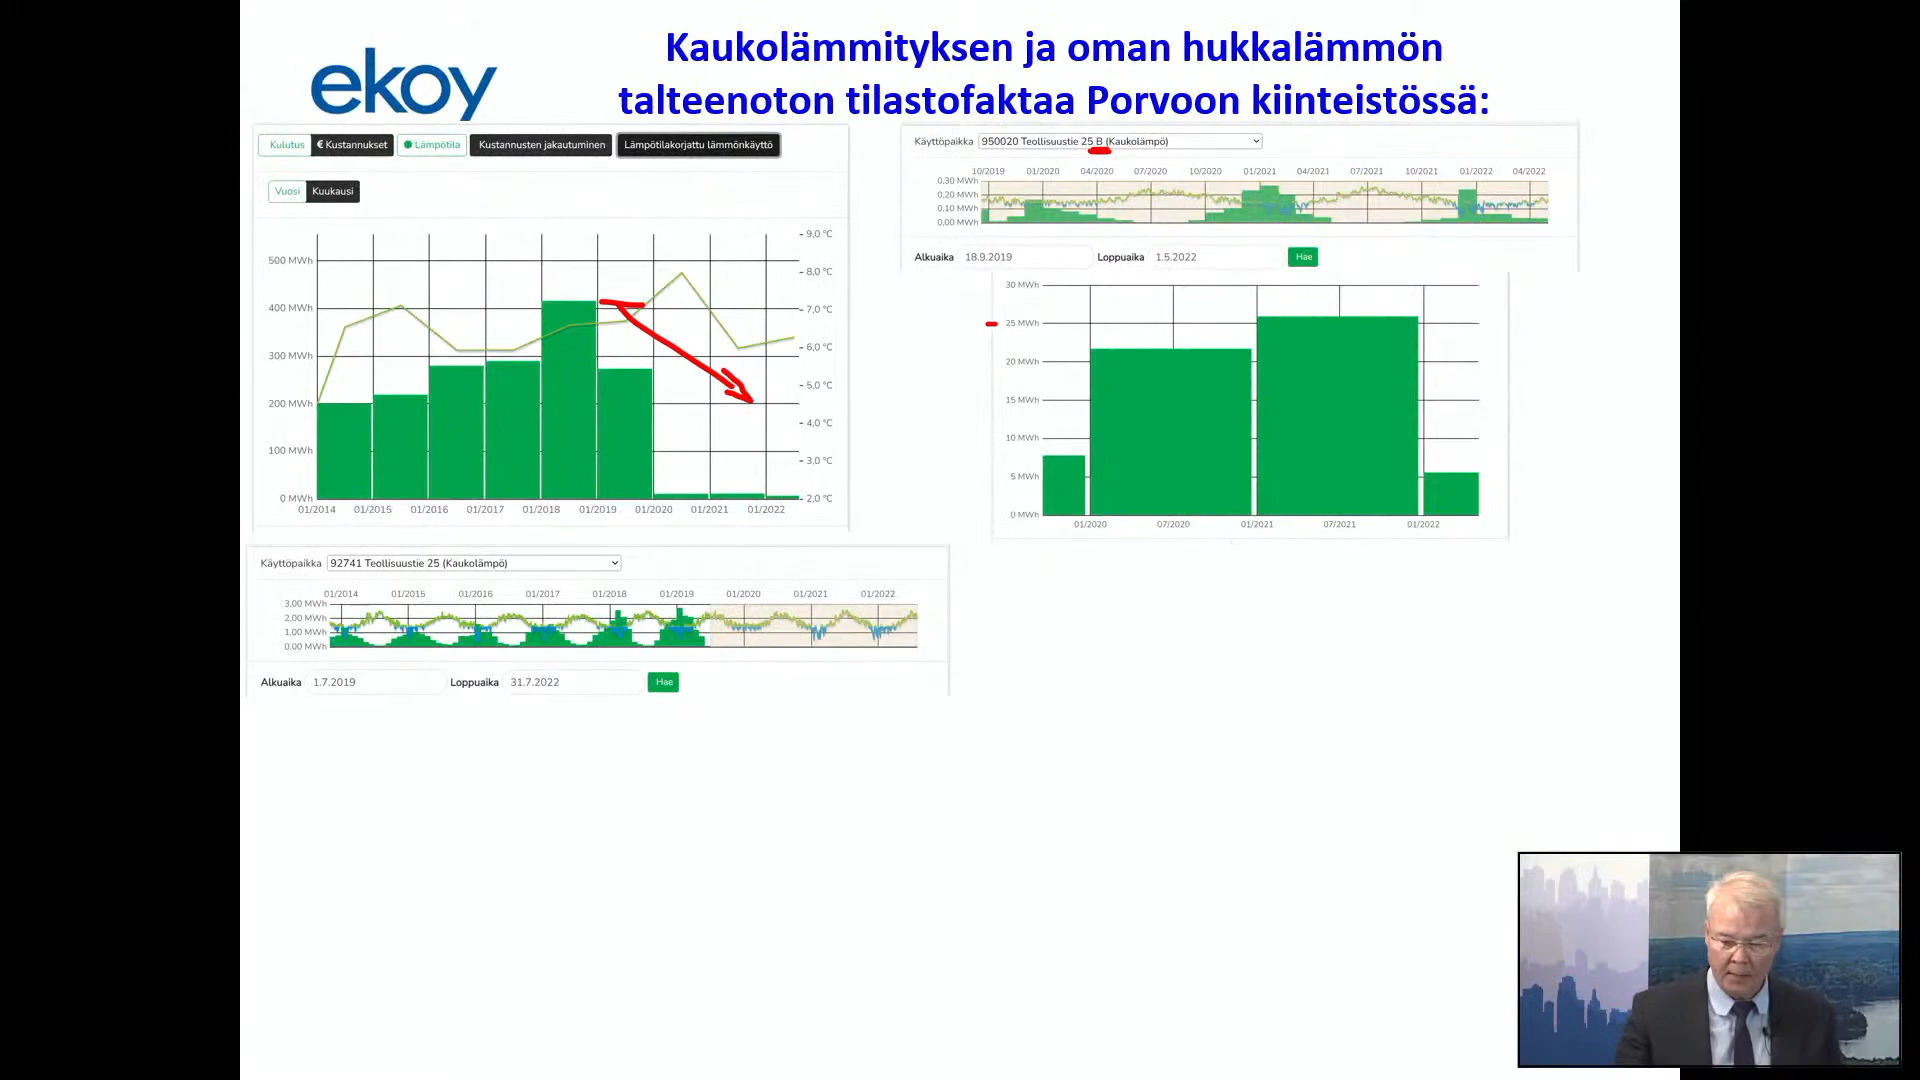 ekoy
Kaukolämmityksen ja oman hukkalämmön
talteenoton tilastofaktaa Porvoon kiinteistössä:
Kulutus € Kustannukset Lämpötila Kustannusten jakautuminen Lämpötilakorjattu lämmönkäyttö
Vuosi Kuukausi
500 MWh
400 MWh
300 MWh
200 MWh
100 MWh
0 MWh
9,0 °C
8,0 °C
7,0 °C
6,0 °C
5,0 °C
4,0 °C
3,0 °C
2,0 °C
01/2014 01/2015 01/2016 01/2017 01/2018 01/2019 01/2020 01/2021 01/2022
Käyttöpaikka 950020 Teollisuustie 25 B (Kaukolämpö)
10/2019 01/2020 04/2020 07/2020 10/2020 01/2021 04/2021 07/2021 10/2021 01/2022 04/2022
0.30 MWh
0.20 MWh
0.10 MWh
0,00 MWh
Alkuaika 18.9.2019 Loppuaika 1.5.2022 Hae
30 MWh
25 MWh
20 MWh
15 MWh
10 MWh
5 MWh
0 MWh
01/2020 07/2020 01/2021 07/2021 01/2022
Käyttöpaikka 92741 Teollisuustie 25 (Kaukolämpö)
01/2014 01/2015 01/2016 01/2017 01/2018 01/2019 01/2020 01/2021 01/2022
3,00 MWh
2.00 MWh
1.00 MWh
0.00 MWh
Alkuaika 1.7.2019 Loppuaika 31.7.2022 Hae